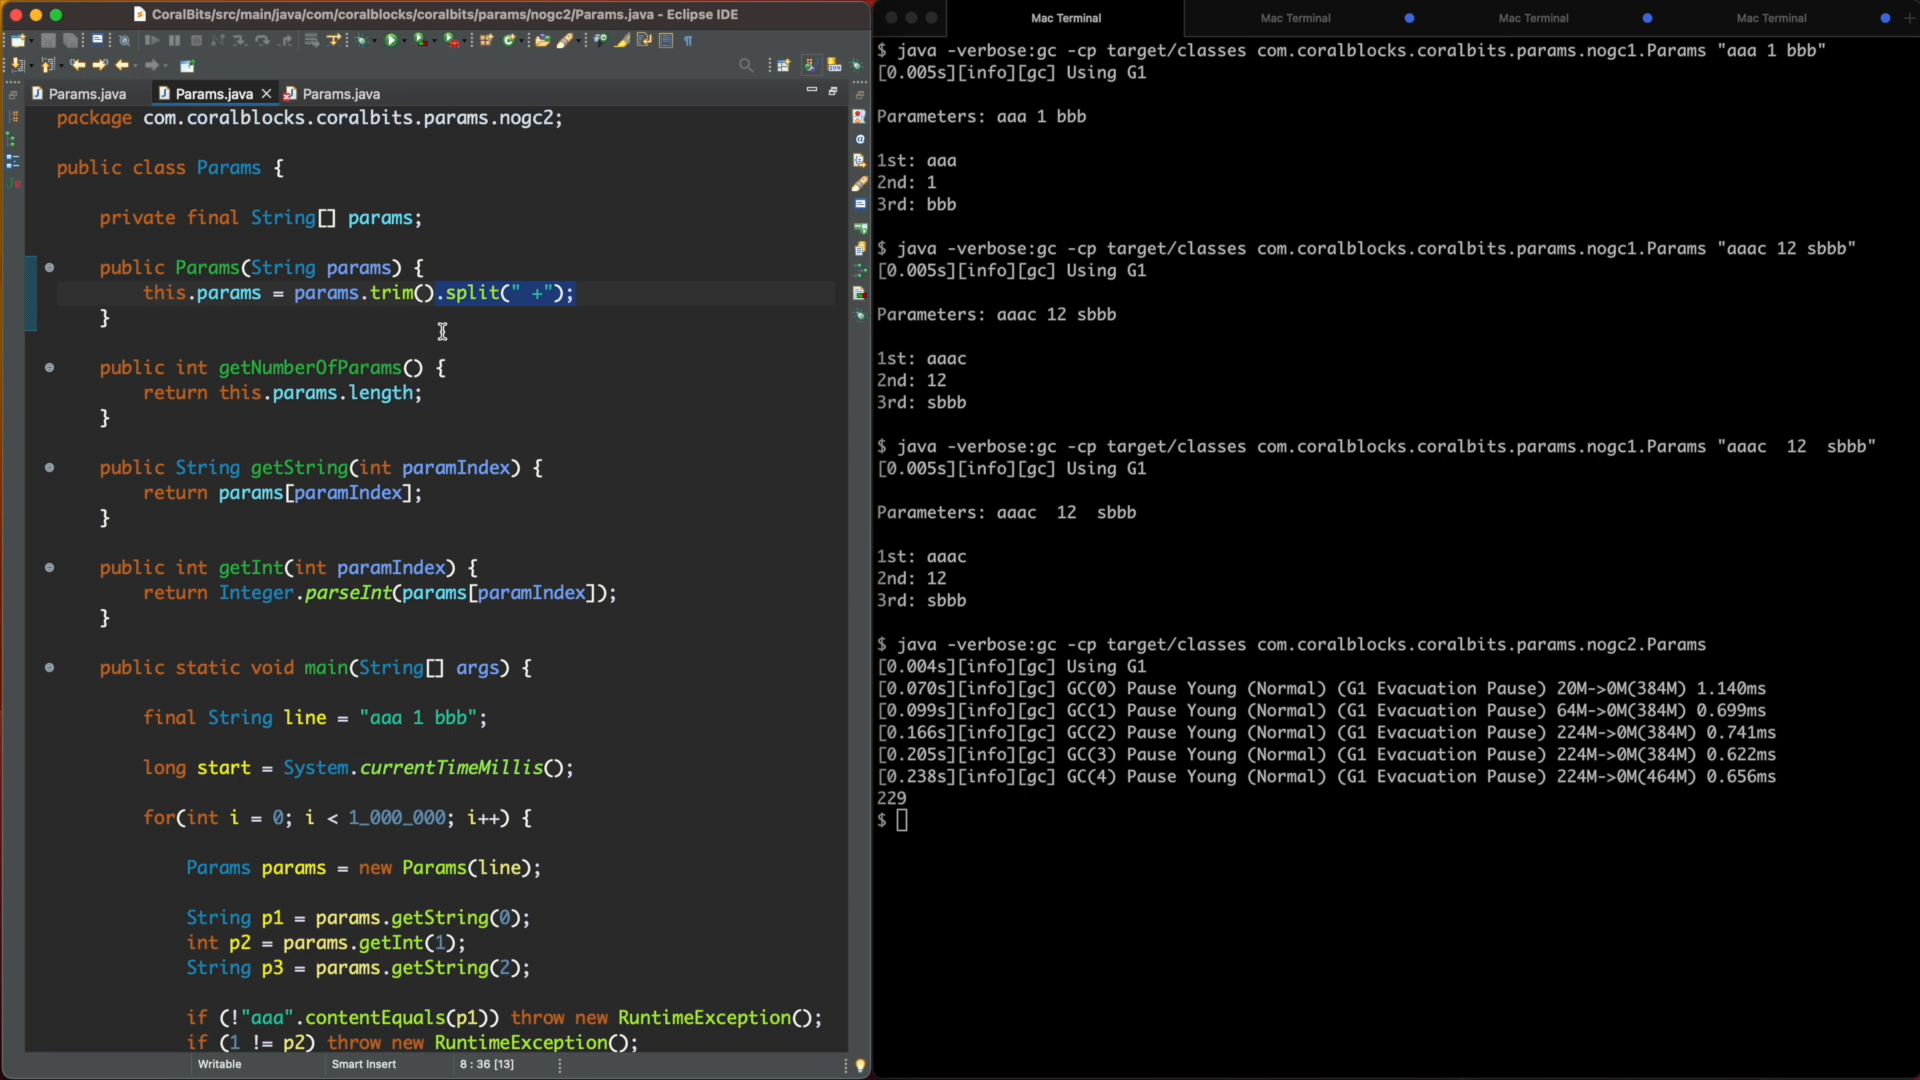 CoralBits/src/main/java/com/coralblocks/coralbits/params/nogc2/Params.java - Eclipse IDE
Params.java
Params.java
Params.java
package com.coralblocks.coralbits.params.nogc2;
public class Params {
private final String[] params;
public Params(String params) {
this.params = params.trim().split(" +");
}
public int getNumberOfParams() {
return this.params.length;
}
public String getString(int paramIndex) {
return params[paramIndex];
}
public int getInt(int paramIndex) {
return Integer.parseInt(params[paramIndex]);
}
public static void main(String[] args) {
final String line = "aaa 1 bbb";
long start = System.currentTimeMillis();
for(int i = 0; i < 1_000_000; i++) {
Params params = new Params(line);
String p1 = params.getString(0);
int p2 = params.getInt(1);
String p3 = params.getString(2);
if (!"aaa".contentEquals(p1)) throw new RuntimeException();
if (1 != p2) throw new RuntimeException();
Writable
Smart Insert
8 : 36 [13]
Mac Terminal
Mac Terminal
Mac Terminal
Mac Terminal
$ java -verbose:gc -cp target/classes com.coralblocks.coralbits.params.nogc1.Params "aaa 1 bbb"
[0.005s][info][gc] Using G1
Parameters: aaa 1 bbb
1st: aaa
2nd: 1
3rd: bbb
$ java -verbose:gc -cp target/classes com.coralblocks.coralbits.params.nogc1.Params "aaac 12 sbbb"
[0.005s][info][gc] Using G1
Parameters: aaac 12 sbbb
1st: aaac
2nd: 12
3rd: sbbb
$ java -verbose:gc -cp target/classes com.coralblocks.coralbits.params.nogc1.Params "aaac  12  sbbb"
[0.005s][info][gc] Using G1
Parameters: aaac  12  sbbb
1st: aaac
2nd: 12
3rd: sbbb
$ java -verbose:gc -cp target/classes com.coralblocks.coralbits.params.nogc2.Params
[0.004s][info][gc] Using G1
[0.070s][info][gc] GC(0) Pause Young (Normal) (G1 Evacuation Pause) 20M->0M(384M) 1.140ms
[0.099s][info][gc] GC(1) Pause Young (Normal) (G1 Evacuation Pause) 64M->0M(384M) 0.699ms
[0.166s][info][gc] GC(2) Pause Young (Normal) (G1 Evacuation Pause) 224M->0M(384M) 0.741ms
[0.205s][info][gc] GC(3) Pause Young (Normal) (G1 Evacuation Pause) 224M->0M(384M) 0.622ms
[0.238s][info][gc] GC(4) Pause Young (Normal) (G1 Evacuation Pause) 224M->0M(464M) 0.656ms
229
$